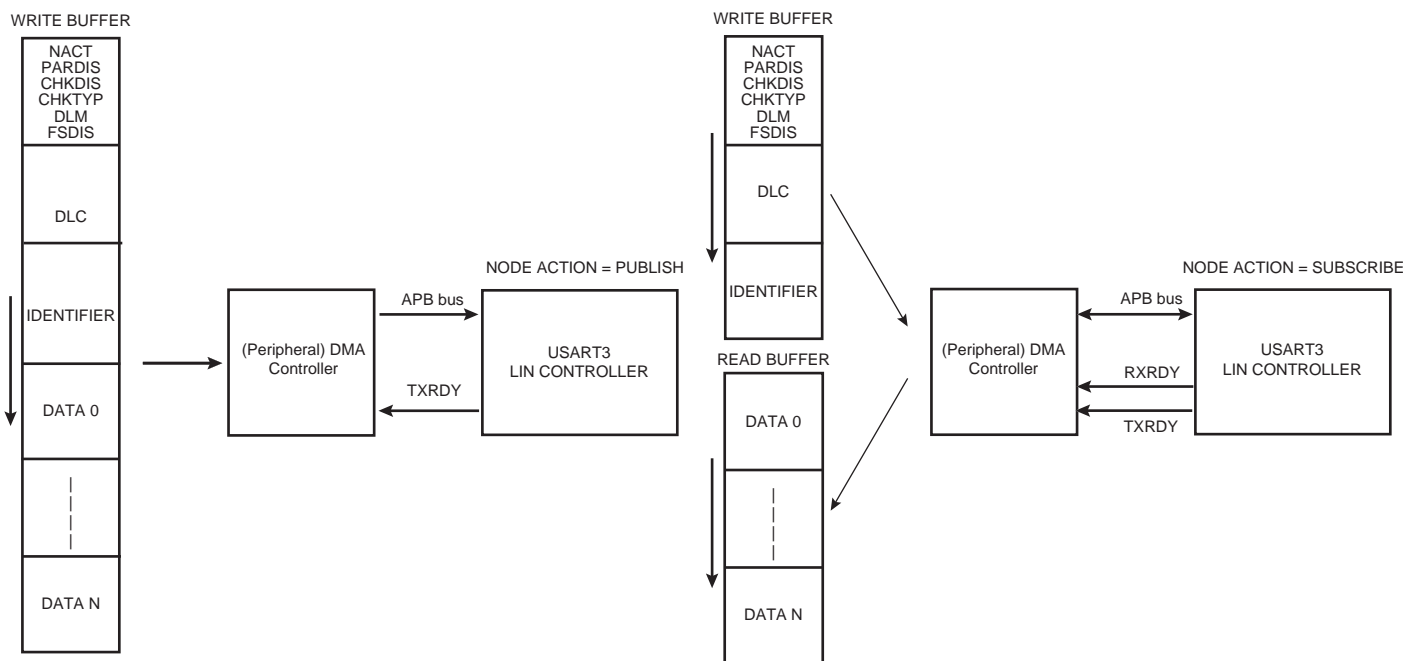 WRITE BUFFER
NACT
PARDIS
CHKDIS
CHKTYP
DLM
FSDIS
DLC
IDENTIFIER
DATA 0
DATA N
(Peripheral) DMA
Controller
APB bus
TXRDY
NODE ACTION = PUBLISH
USART3
LIN CONTROLLER
WRITE BUFFER
NACT
PARDIS
CHKDIS
CHKTYP
DLM
FSDIS
DLC
IDENTIFIER
READ BUFFER
DATA 0
DATA N
(Peripheral) DMA
Controller
APB bus
RXRDY
TXRDY
NODE ACTION = SUBSCRIBE
USART3
LIN CONTROLLER